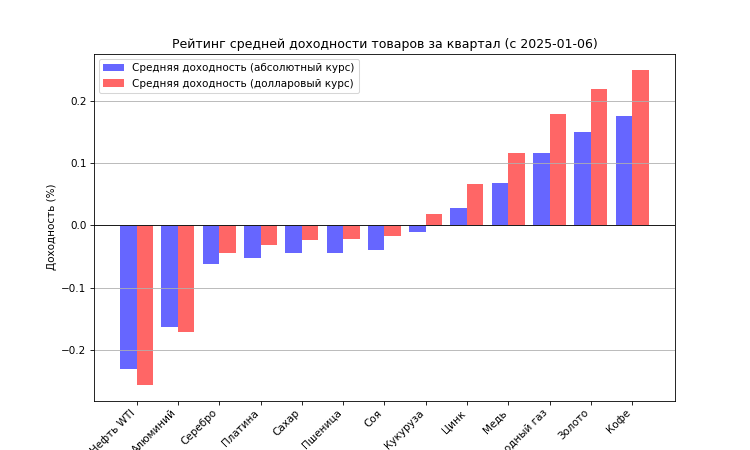 Рейтинг средней доходности товаров за квартал (с 2025-01-06)
Средняя доходность (абсолютный курс)
Средняя доходность (долларовый курс)
Доходность (%)
0.2
0.1
0.0
−0.1
−0.2
Нефть WTI
Алюминий
Серебро
Платина
Сахар
Пшеница
Соя
Кукуруза
Цинк
Медь
газ
Золото
Кофе